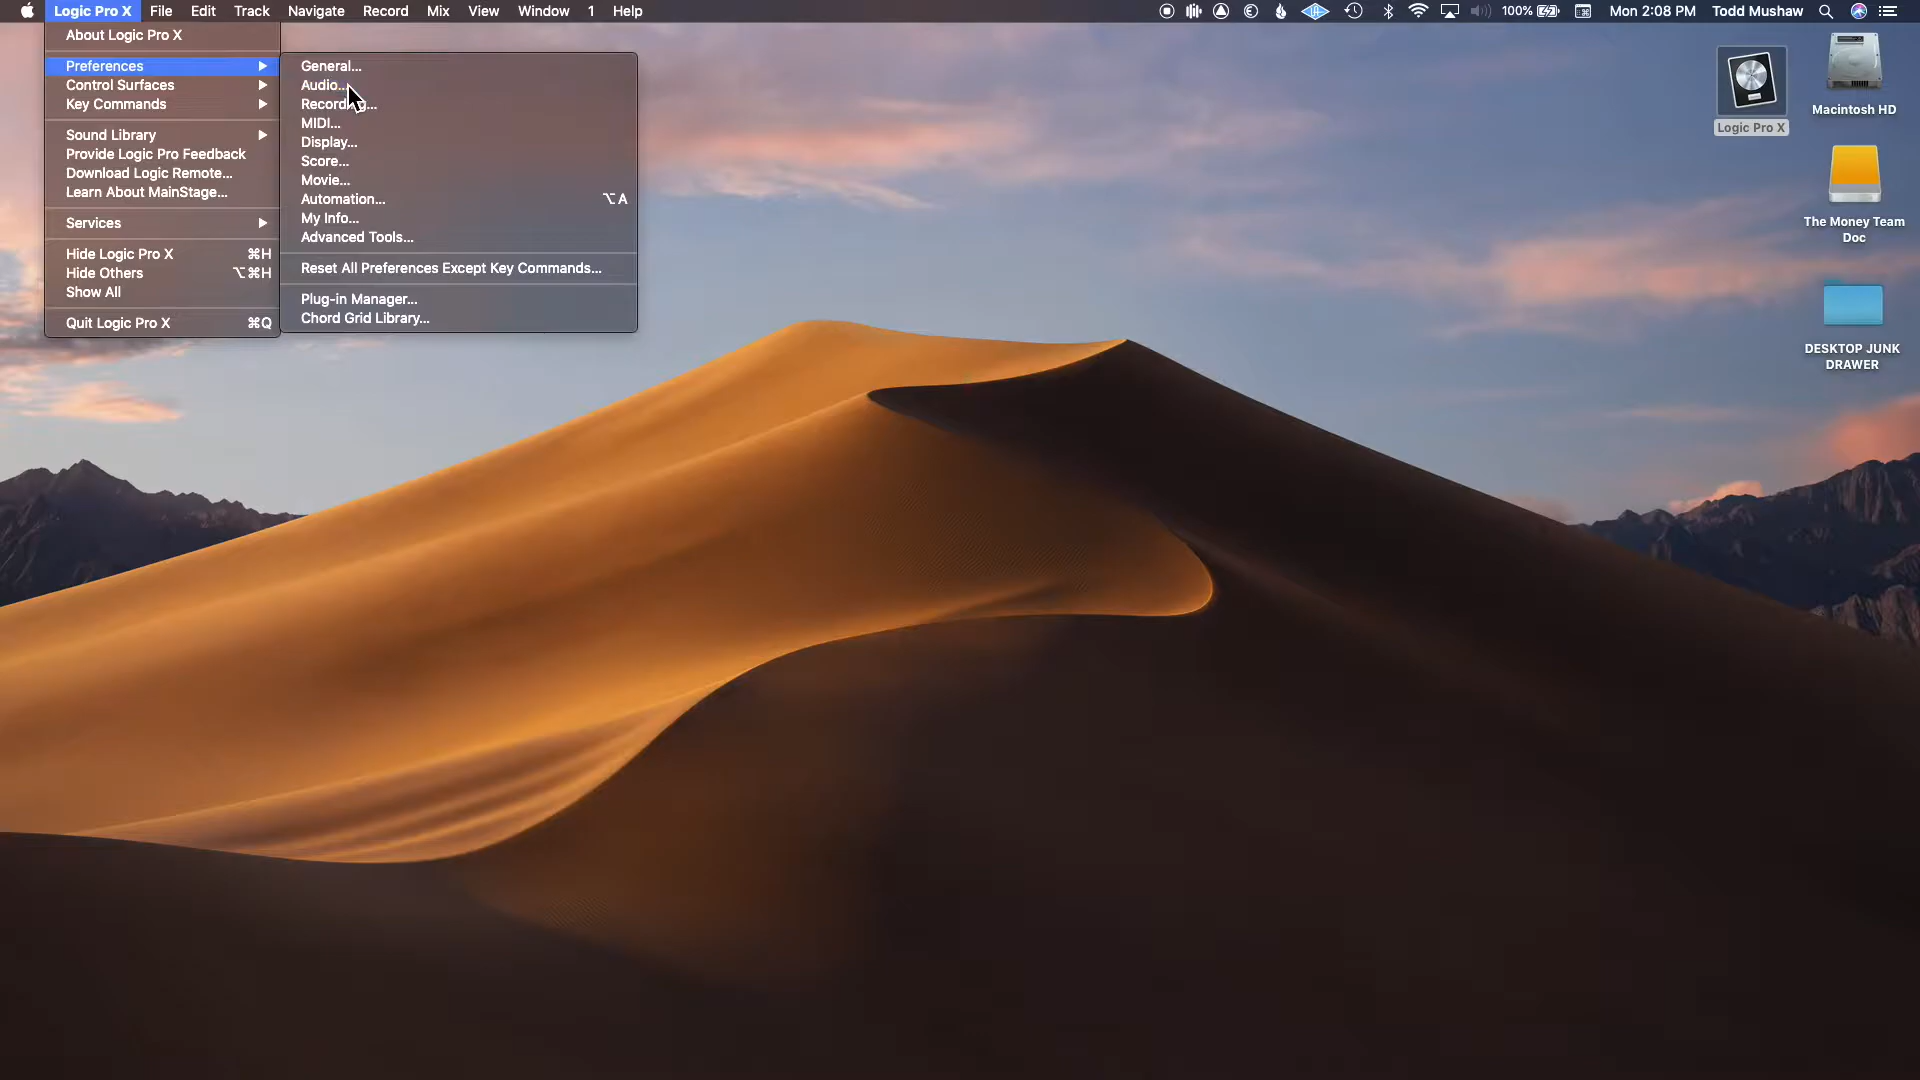 Logic Pro X File Edit Track Navigate Record Mix View Window 1 Help
100% Mon 2:08 PM Todd Mushaw
About Logic Pro X
Preferences
Control Surfaces
Key Commands
Sound Library
Provide Logic Pro Feedback
Download Logic Remote...
Learn About MainStage...
Services
Hide Logic Pro X ⌘H
Hide Others ⌥⌘H
Show All
Quit Logic Pro X ⌘Q
General...
Audio...
Recording...
MIDI...
Display...
Score...
Movie...
Automation... ⌥A
My Info...
Advanced Tools...
Reset All Preferences Except Key Commands...
Plug-in Manager...
Chord Grid Library...
Logic Pro X
Macintosh HD
The Money Team
Doc
DESKTOP JUNK
DRAWER